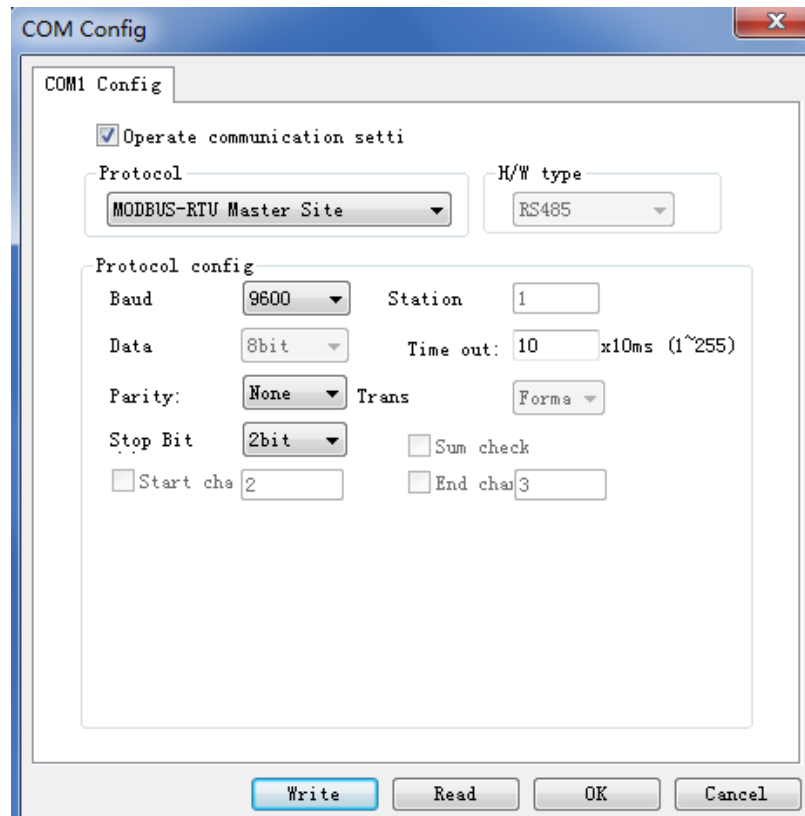 COM Config
COM1 Config
Operate communication setti
Protocol
H/W type
MODBUS-RTU Master Site
RS485
Protocol config
Baud 9600 Station 1
Data 8bit Time out: 10 x10ms (1~255)
Parity: None Trans Forma
Stop Bit 2bit Sum check
Start cha 2 End char 3
Write Read OK Cancel